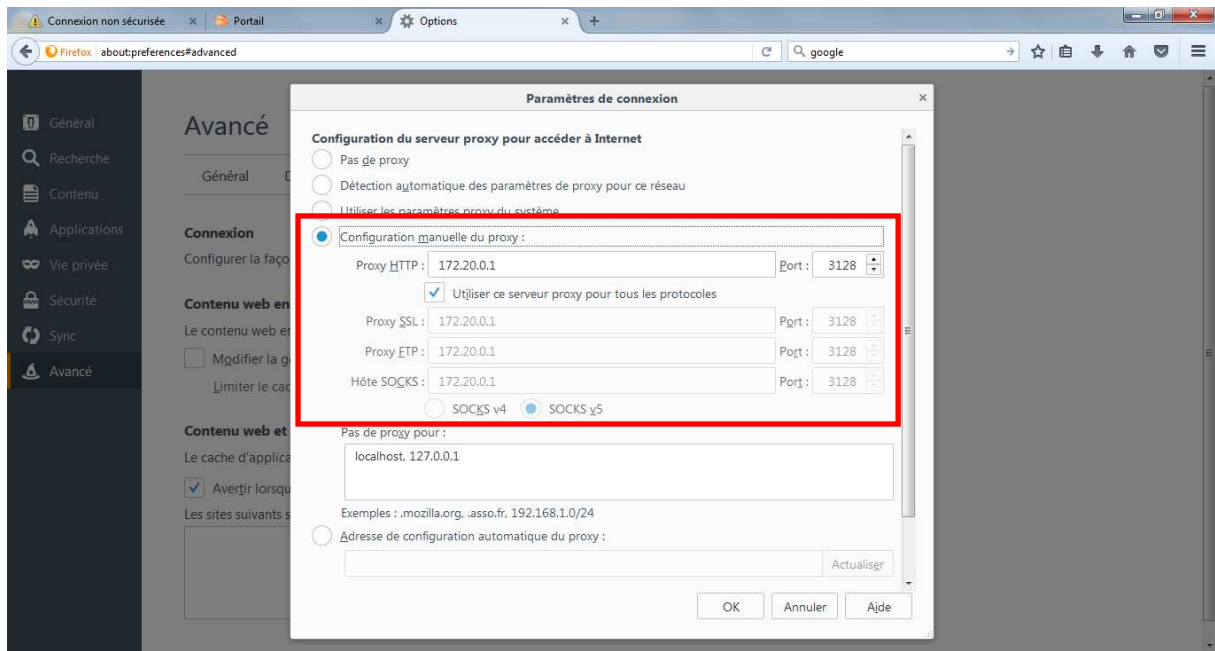 Connexion non sécurisée × Portail × Options × +
Firefox about:preferences#advanced google
Paramètres de connexion ×
Général
Recherche
Contenu
Applications
Vie privée
Sécurité
Sync
Avancé
Avancé
Général
Connexion
Configurer la faço
Contenu web en
Le contenu web e
Modifier la g
Limiter le cac
Contenu web et
Le cache d'applica
Avertir lorsqu
Les sites suivants s
Configuration du serveur proxy pour accéder à Internet
Pas de proxy
Détection automatique des paramètres de proxy pour ce réseau
Utiliser les paramètres proxy du système
Configuration manuelle du proxy :
Proxy HTTP : 172.20.0.1 Port : 3128
Utiliser ce serveur proxy pour tous les protocoles
Proxy SSL : 172.20.0.1 Port : 3128
Proxy FTP : 172.20.0.1 Port : 3128
Hôte SOCKS : 172.20.0.1 Port : 3128
SOCKS v4 SOCKS v5
Pas de proxy pour :
localhost, 127.0.0.1
Exemples : .mozilla.org, .asso.fr, 192.168.1.0/24
Adresse de configuration automatique du proxy :
Actualiser
OK Annuler Aide